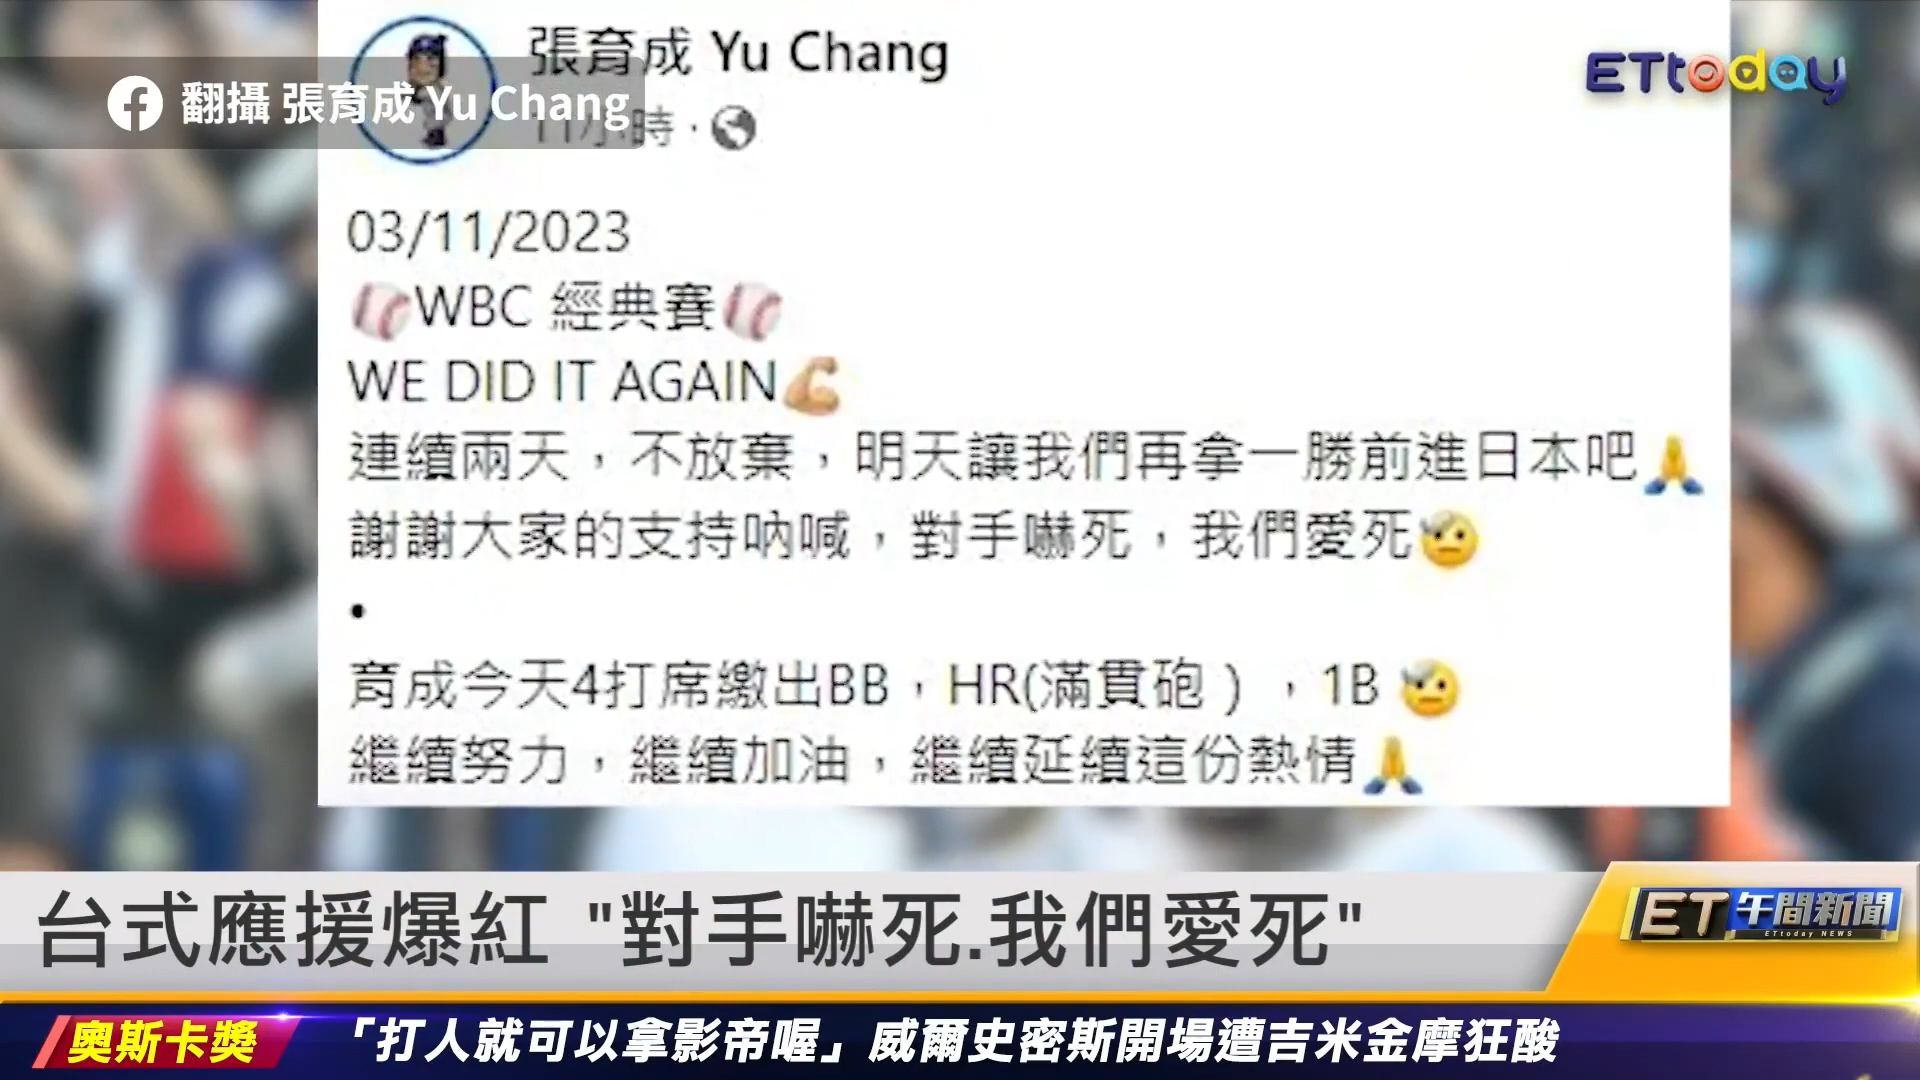 張育成 Yu Chang
翻攝 張育成 Yu Chang
11小時
ETtoday
03/11/2023
⚾WBC 經典賽⚾
WE DID IT AGAIN💪
連續兩天，不放棄，明天讓我們再拿一勝前進日本吧🙏
謝謝大家的支持吶喊，對手嚇死，我們愛死🤕
•
育成今天4打席繳出BB，HR(滿貫砲），1B 🤕
繼續努力，繼續加油，繼續延續這份熱情🙏
台式應援爆紅 "對手嚇死.我們愛死"
ET午間新聞
ETtoday NEWS
奧斯卡獎 「打人就可以拿影帝喔」威爾史密斯開場遭吉米金摩狂酸